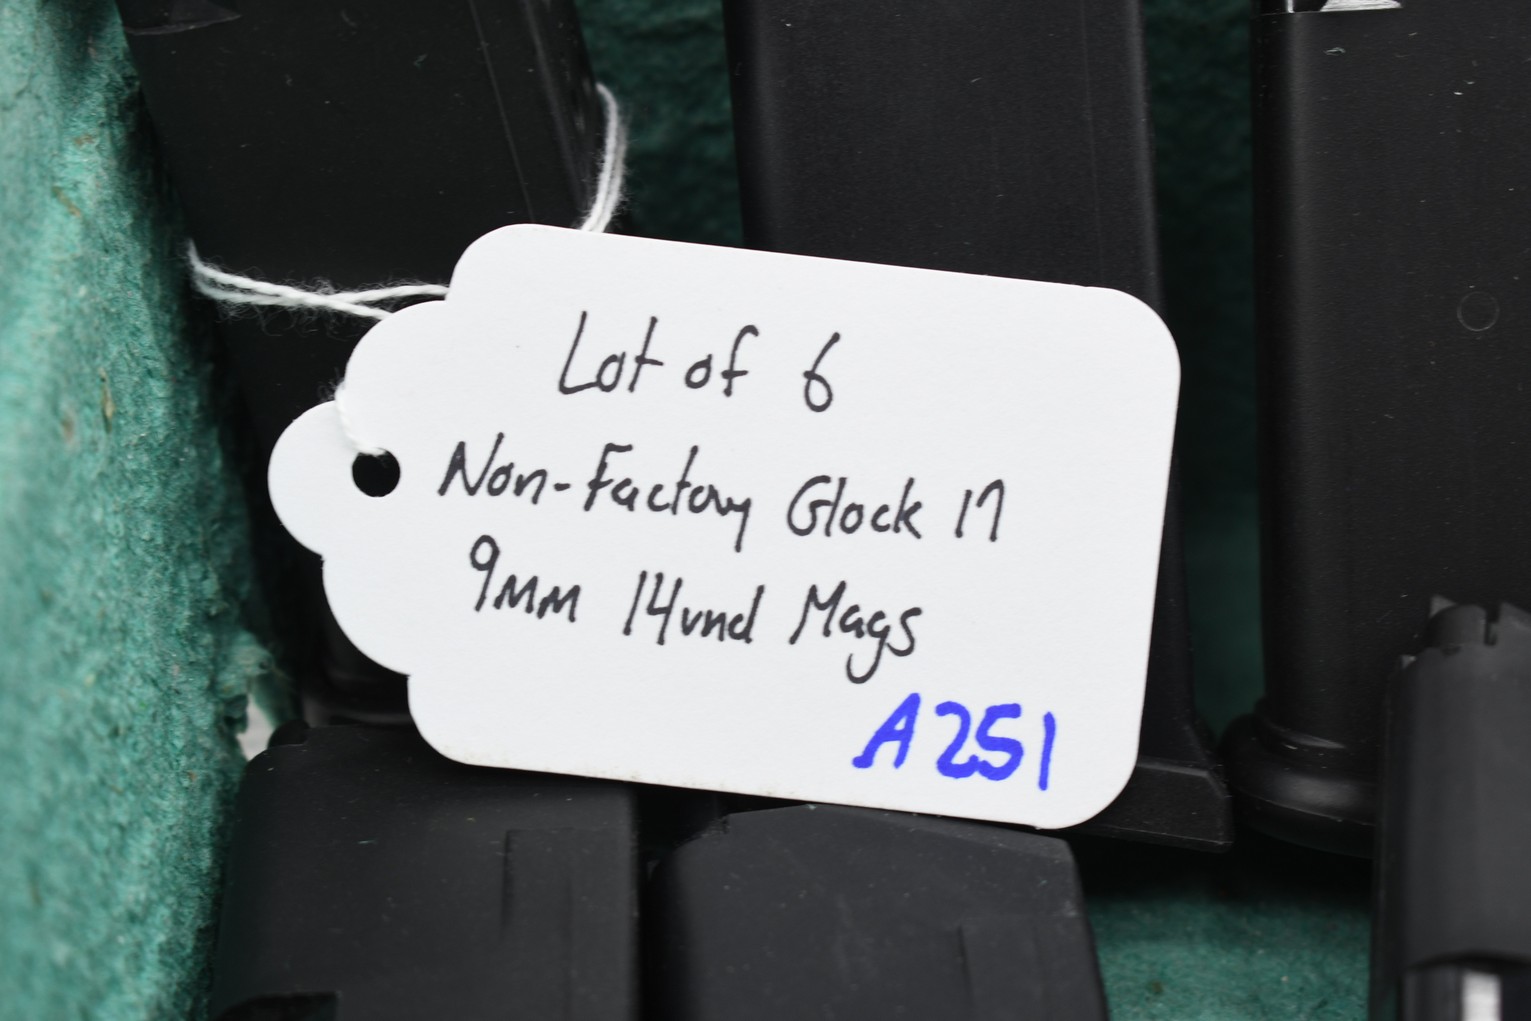 Lot of 6
Non-Factory Glock 17
9mm 14rnd Mags
A251